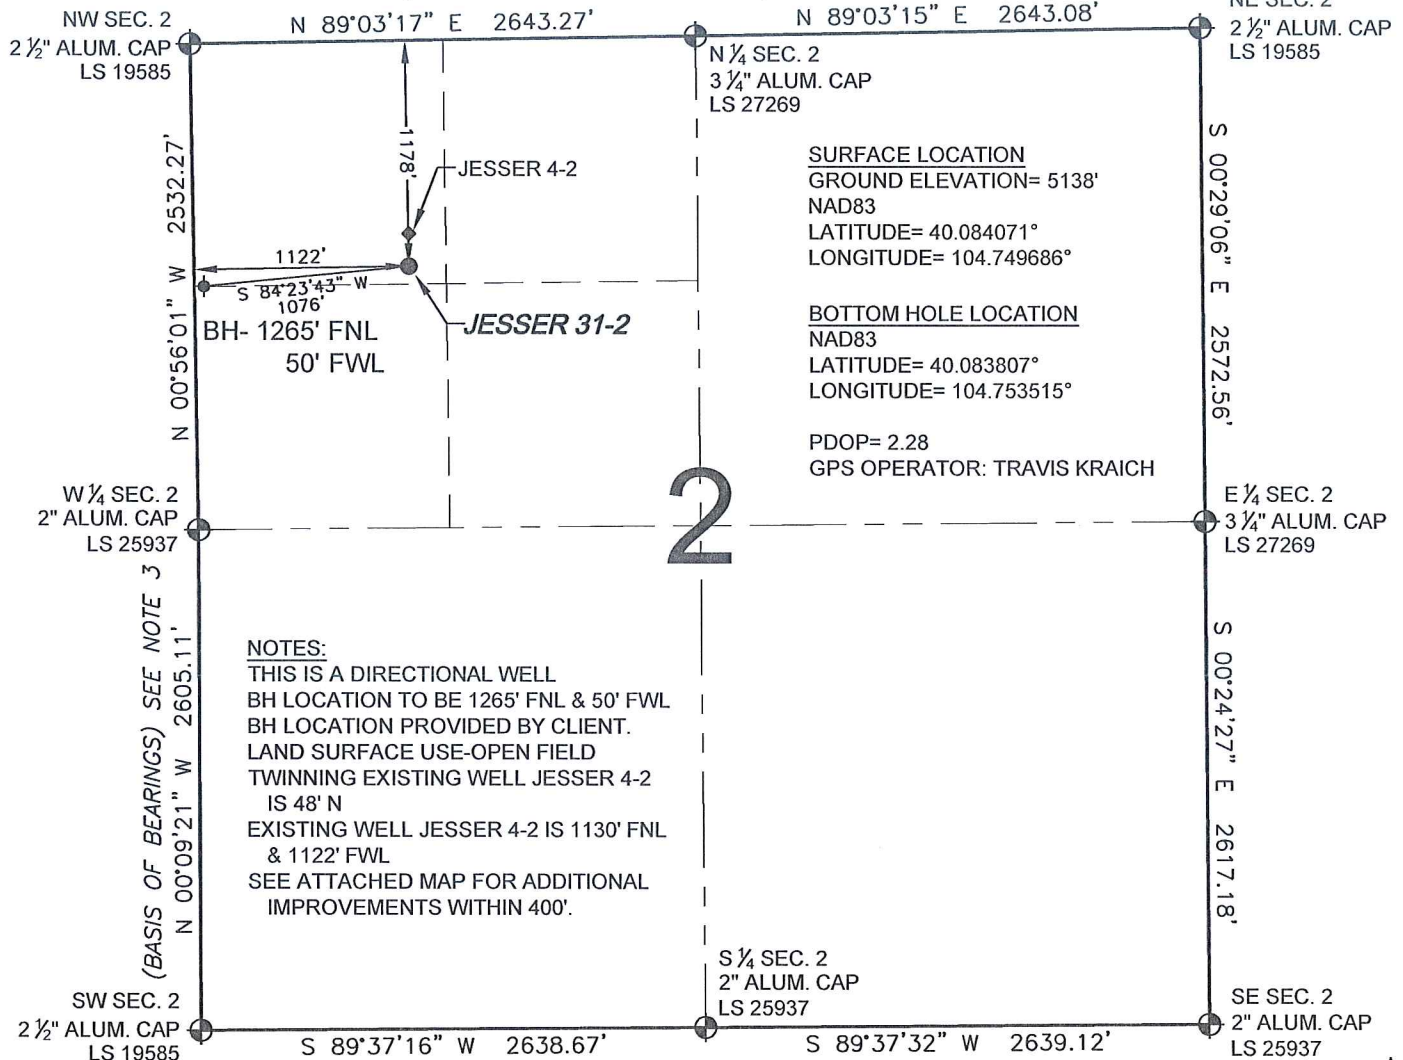 NW SEC. 2
2 ½" ALUM. CAP
LS 19585
N 89°03'17" E 2643.27'
N 89°03'15" E 2643.08'
NE SEC. 2
2 ½" ALUM. CAP
LS 19585
N ¼ SEC. 2
3 ¼" ALUM. CAP
LS 27269
1178'
JESSER 4-2
N 00°56'01" W 2532.27'
1122'
S 84°23'43" W
1076'
BH- 1265' FNL
50' FWL
JESSER 31-2
SURFACE LOCATION
GROUND ELEVATION= 5138'
NAD83
LATITUDE= 40.084071°
LONGITUDE= 104.749686°
BOTTOM HOLE LOCATION
NAD83
LATITUDE= 40.083807°
LONGITUDE= 104.753515°
PDOP= 2.28
GPS OPERATOR: TRAVIS KRAICH
S 00°29'06" E 2572.56'
W ¼ SEC. 2
2" ALUM. CAP
LS 25937
2
E ¼ SEC. 2
3 ¼" ALUM. CAP
LS 27269
(BASIS OF BEARINGS) SEE NOTE 3
N 00°09'21" W 2605.11'
NOTES:
THIS IS A DIRECTIONAL WELL
BH LOCATION TO BE 1265' FNL & 50' FWL
BH LOCATION PROVIDED BY CLIENT.
LAND SURFACE USE-OPEN FIELD
TWINNING EXISTING WELL JESSER 4-2
IS 48' N
EXISTING WELL JESSER 4-2 IS 1130' FNL
& 1122' FWL
SEE ATTACHED MAP FOR ADDITIONAL
IMPROVEMENTS WITHIN 400'.
S 00°24'27" E 2617.18'
SW SEC. 2
2 ½" ALUM. CAP
LS 19585
S 89°37'16" W 2638.67'
S ¼ SEC. 2
2" ALUM. CAP
LS 25937
S 89°37'32" W 2639.12'
SE SEC. 2
2" ALUM. CAP
LS 25937